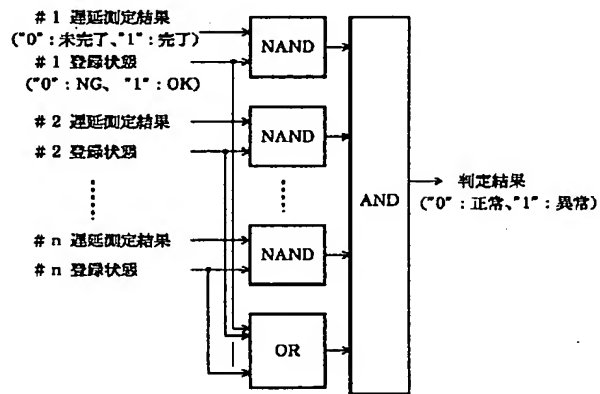 # 1 遅延測定結果
("0" : 未完了、"1" : 完了)
# 1 登録状態
("0" : NG、 "1" : OK)
NAND
# 2 遅延測定結果
# 2 登録状態
NAND
# n 遅延測定結果
# n 登録状態
NAND
OR
AND
判定結果
("0" : 正常、"1" : 異常)